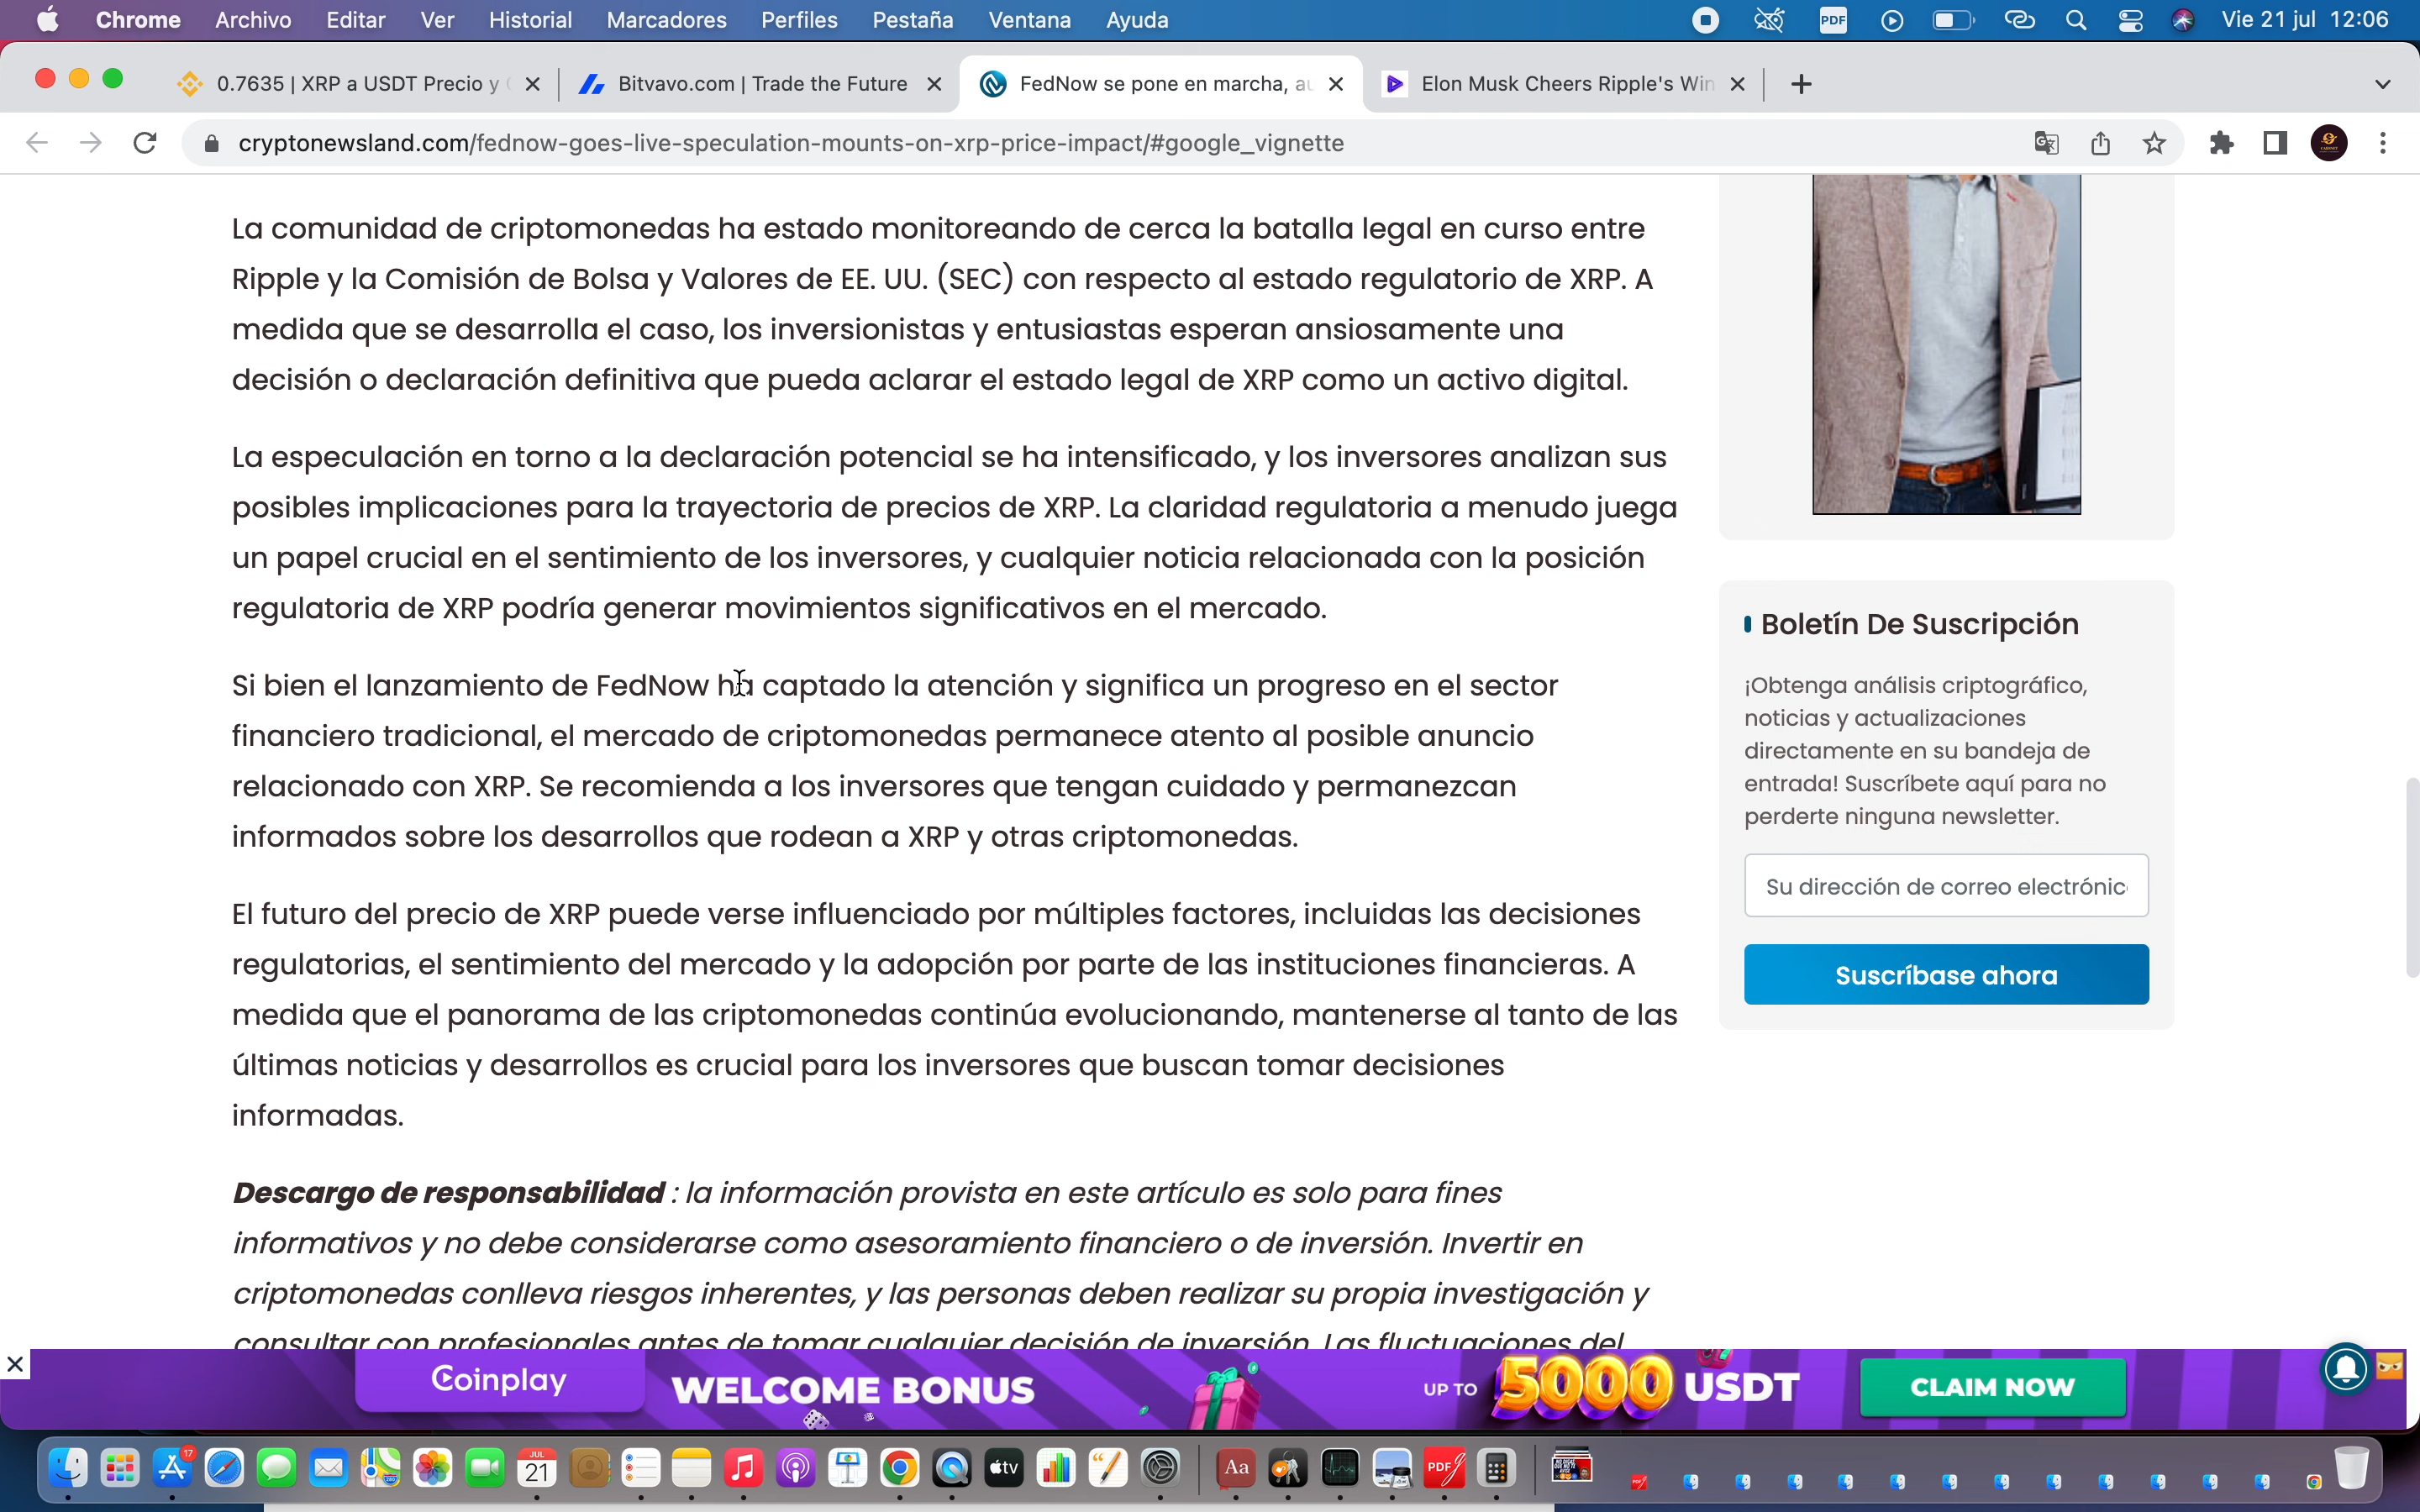 Chrome Archivo Editar Ver Historial Marcadores Perfiles Pestaña Ventana Ayuda PDF Vie 21 jul 12:06
0.7635 | XRP a USDT Precio y Bitvavo.com | Trade the Future FedNow se pone en marcha, Elon Musk Cheers Ripple's Win
cryptonewsland.com/fednow-goes-live-speculation-mounts-on-xrp-price-impact/#google_vignette
La comunidad de criptomonedas ha estado monitoreando de cerca la batalla legal en curso entre
Ripple y la Comisión de Bolsa y Valores de EE. UU. (SEC) con respecto al estado regulatorio de XRP. A
medida que se desarrolla el caso, los inversionistas y entusiastas esperan ansiosamente una
decisión o declaración definitiva que pueda aclarar el estado legal de XRP como un activo digital.
La especulación en torno a la declaración potencial se ha intensificado, y los inversores analizan sus
posibles implicaciones para la trayectoria de precios de XRP. La claridad regulatoria a menudo juega
un papel crucial en el sentimiento de los inversores, y cualquier noticia relacionada con la posición
regulatoria de XRP podría generar movimientos significativos en el mercado.
Si bien el lanzamiento de FedNow ha captado la atención y significa un progreso en el sector
financiero tradicional, el mercado de criptomonedas permanece atento al posible anuncio
relacionado con XRP. Se recomienda a los inversores que tengan cuidado y permanezcan
informados sobre los desarrollos que rodean a XRP y otras criptomonedas.
El futuro del precio de XRP puede verse influenciado por múltiples factores, incluidas las decisiones
regulatorias, el sentimiento del mercado y la adopción por parte de las instituciones financieras. A
medida que el panorama de las criptomonedas continúa evolucionando, mantenerse al tanto de las
últimas noticias y desarrollos es crucial para los inversores que buscan tomar decisiones
informadas.
Descargo de responsabilidad : la información provista en este artículo es solo para fines
informativos y no debe considerarse como asesoramiento financiero o de inversión. Invertir en
criptomonedas conlleva riesgos inherentes, y las personas deben realizar su propia investigación y
consultar con profesionales antes de tomar cualquier decisión de inversión. Las fluctuaciones del
Boletín De Suscripción
¡Obtenga análisis criptográfico,
noticias y actualizaciones
directamente en su bandeja de
entrada! Suscríbete aquí para no
perderte ninguna newsletter.
Su dirección de correo electrónic
Suscríbase ahora
Coinplay WELCOME BONUS UP TO 5000 USDT CLAIM NOW
17 JUL 21 tv Aa PDF